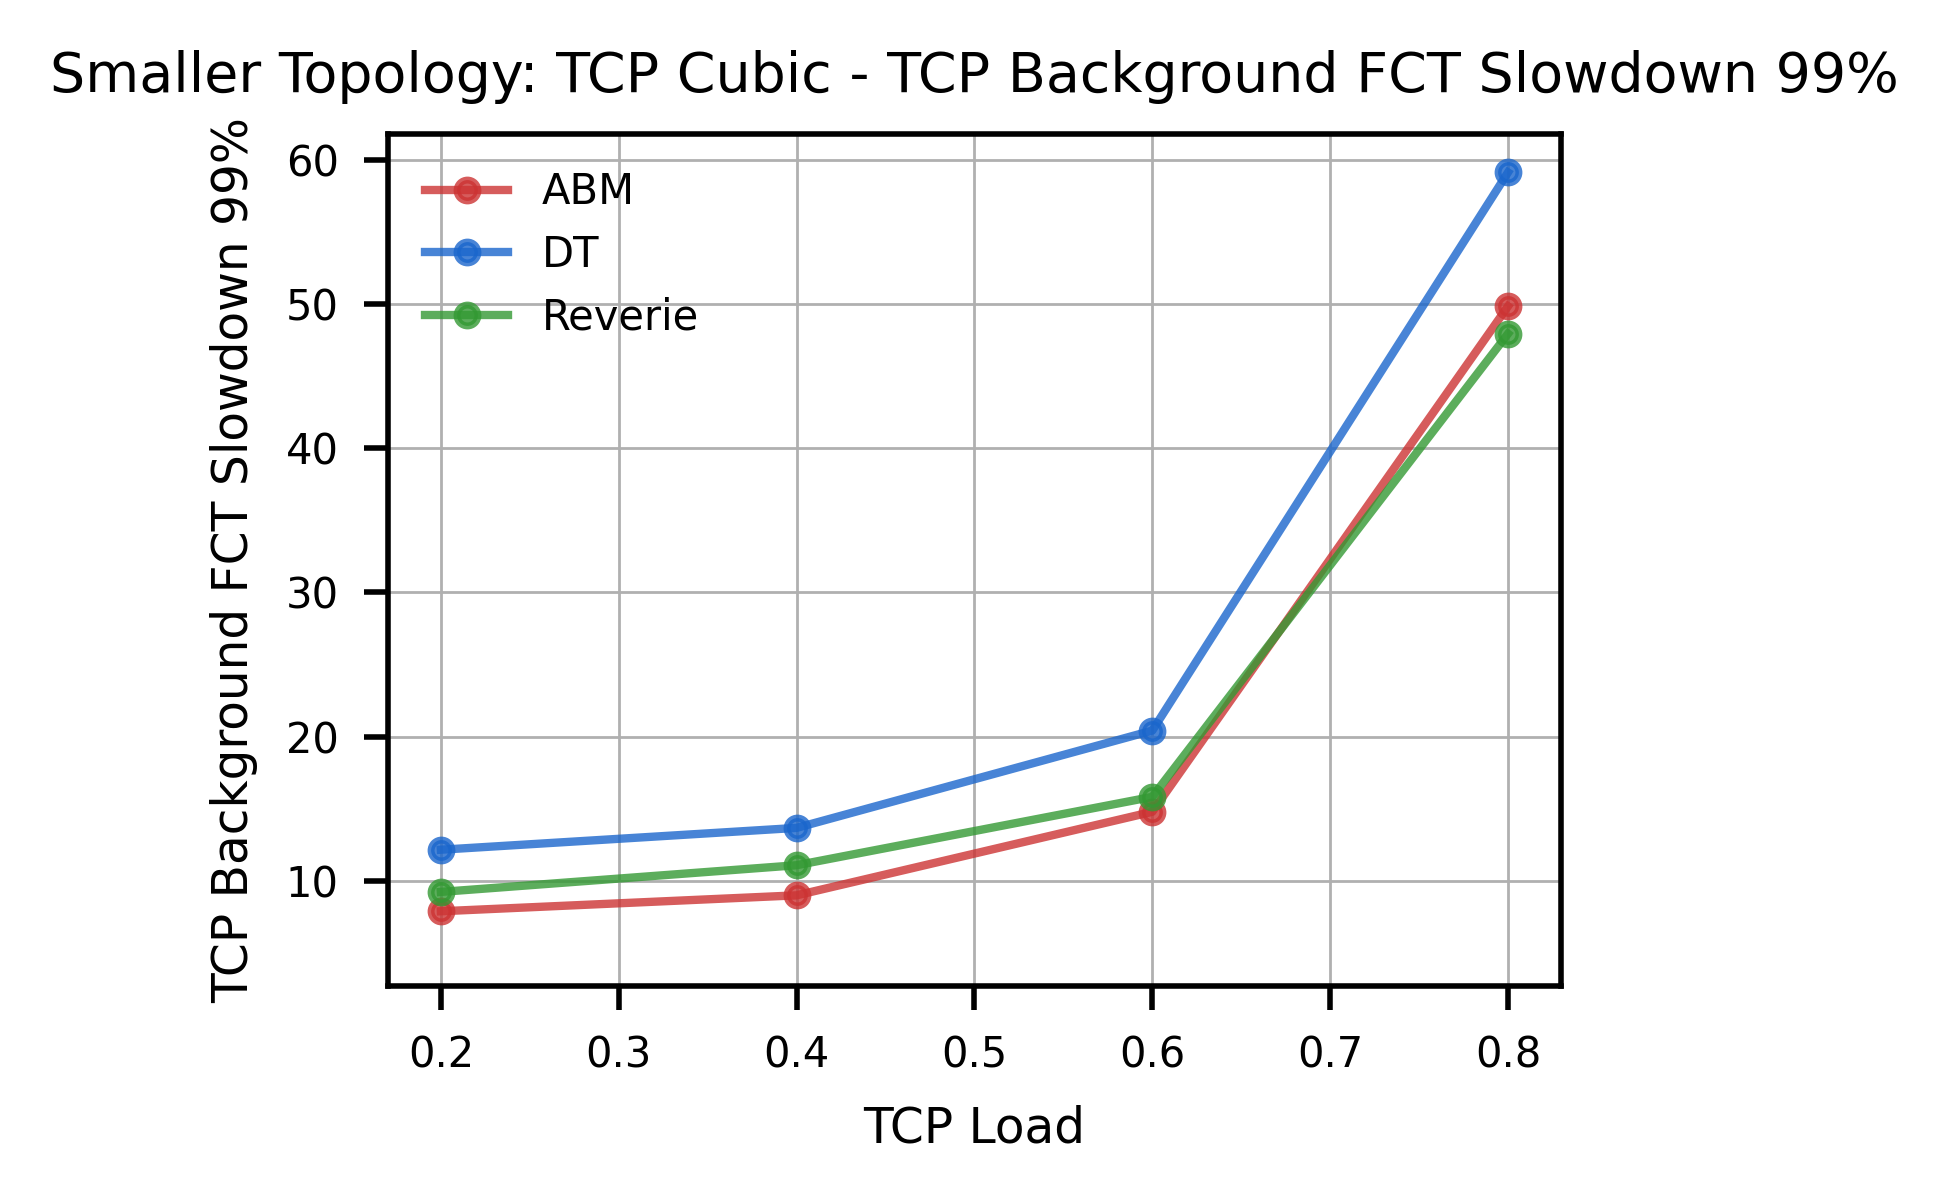 Smaller Topology: TCP Cubic - TCP Background FCT Slowdown 99%
TCP Background FCT Slowdown 99%
60
50
40
30
20
10
ABM
DT
Reverie
0.2
0.3
0.4
0.5
0.6
0.7
0.8
TCP Load